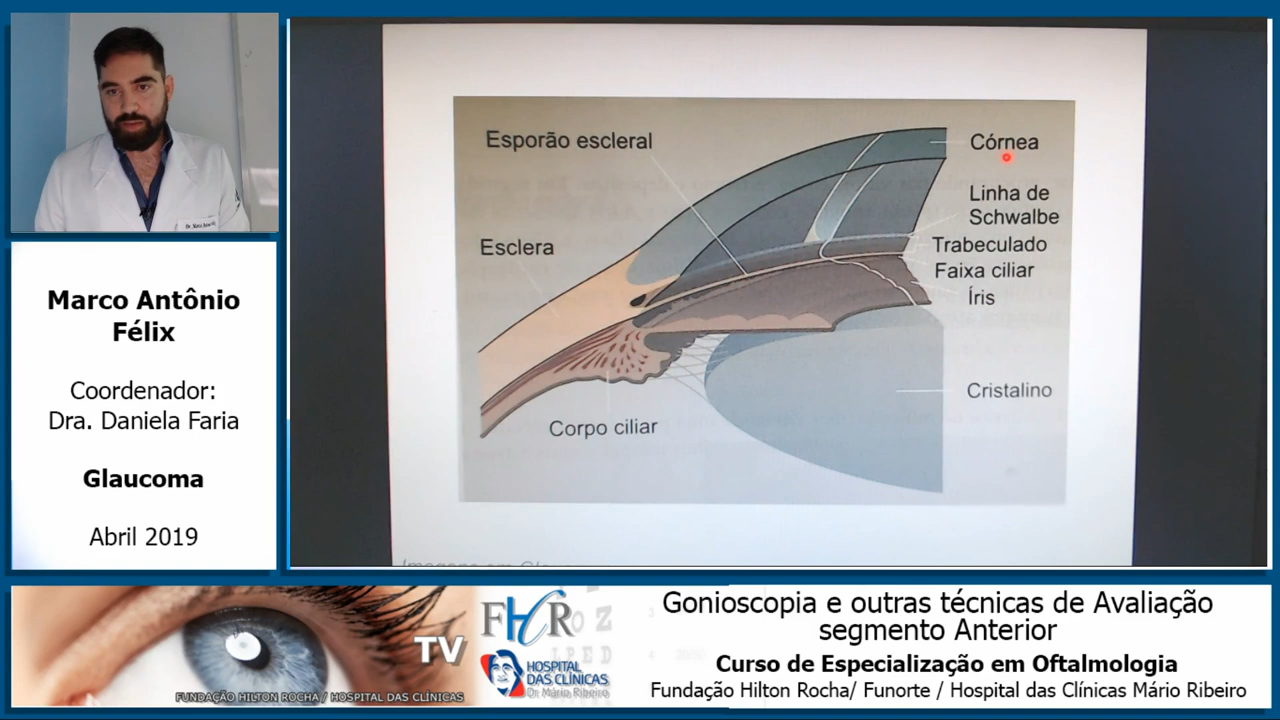 Esporão escleral
Córnea
Linha de
Schwalbe
Esclera
Trabeculado
Faixa ciliar
Íris
Cristalino
Corpo ciliar
Marco Antônio
Félix
Coordenador:
Dra. Daniela Faria
Glaucoma
Abril 2019
TV
FUNDAÇÃO HILTON ROCHA / HOSPITAL DAS CLÍNICAS
FHR
HOSPITAL
DAS CLÍNICAS
Dr. Mário Ribeiro
Gonioscopia e outras técnicas de Avaliação
segmento Anterior
Curso de Especialização em Oftalmologia
Fundação Hilton Rocha/ Funorte / Hospital das Clínicas Mário Ribeiro